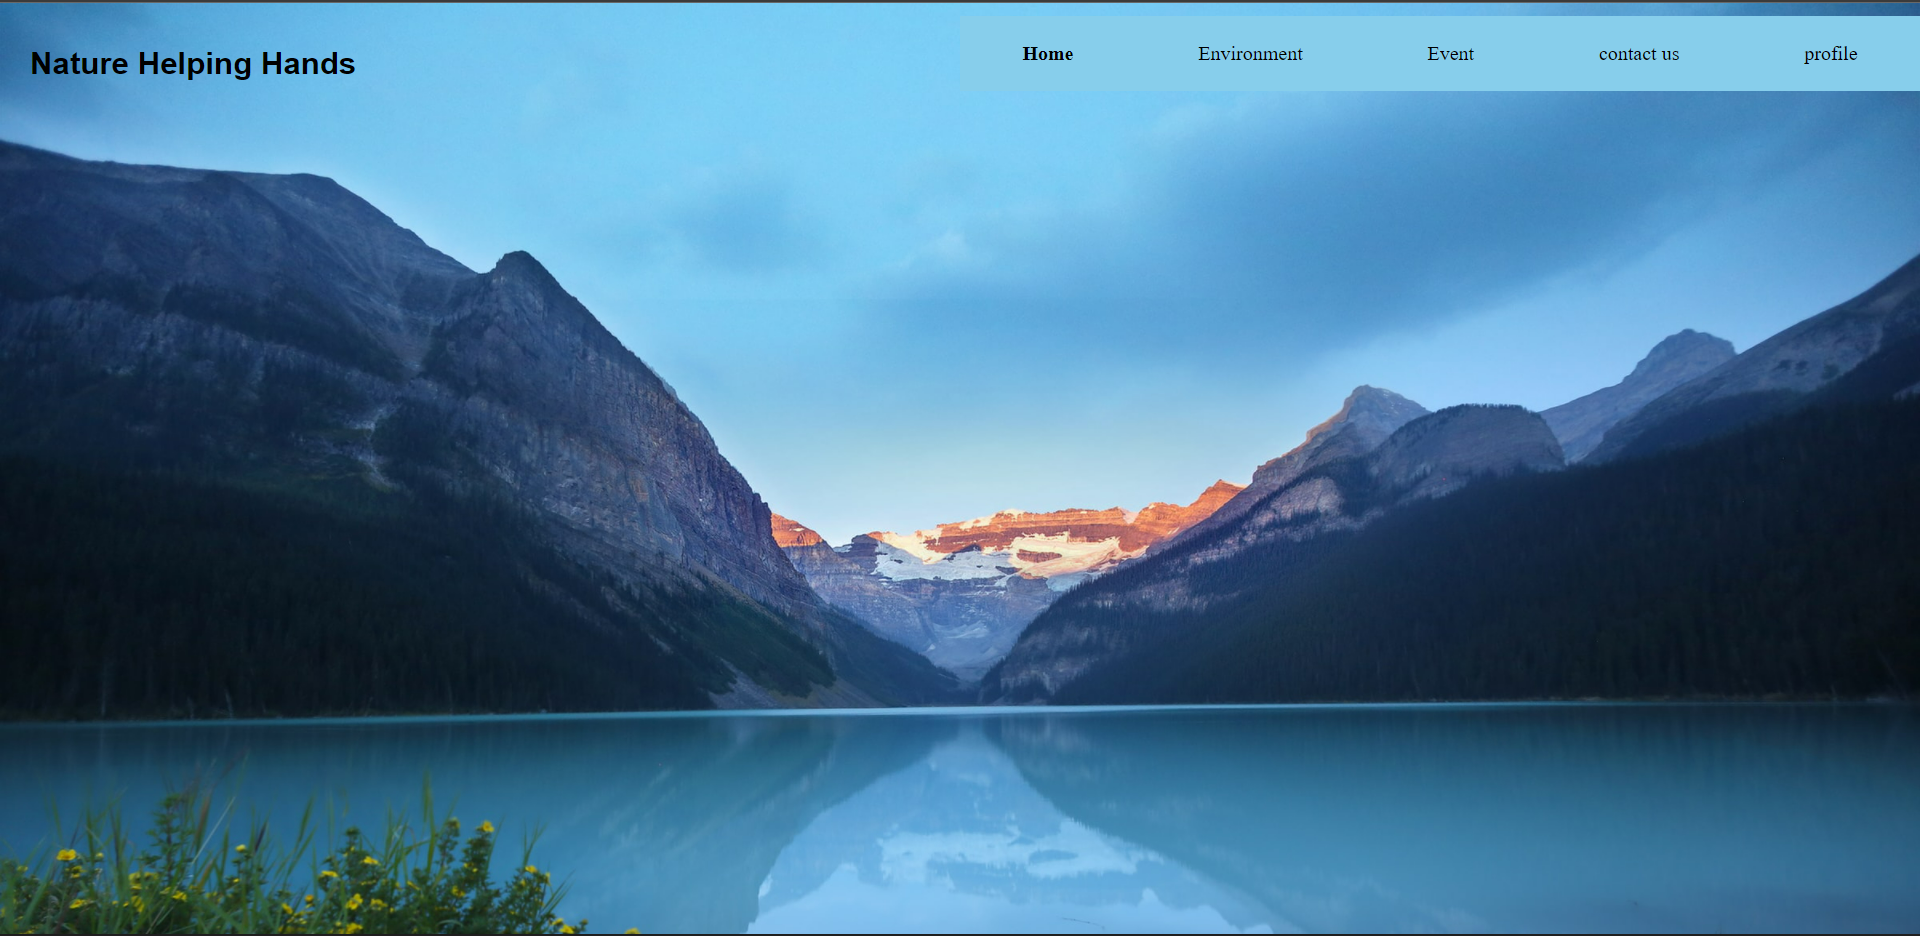 Nature Helping Hands
Home Environment Event contact us profile